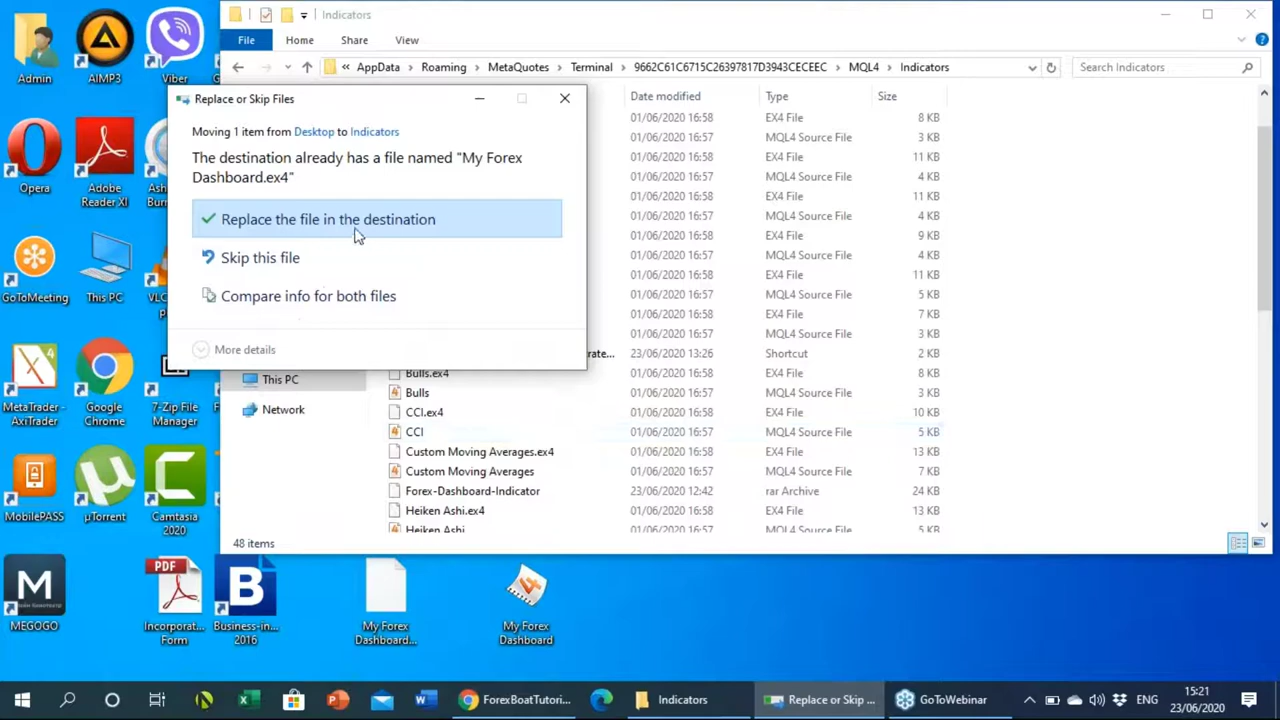 Indicators
File
Home
Share
View
« AppData > Roaming > MetaQuotes > Terminal > 9662C61C6715C26397817D3943CECEEC > MQL4 > Indicators
Search Indicators
Date modified
Type
Size
01/06/2020 16:58 EX4 File 8 KB
01/06/2020 16:57 MQL4 Source File 3 KB
01/06/2020 16:58 EX4 File 11 KB
01/06/2020 16:57 MQL4 Source File 4 KB
01/06/2020 16:58 EX4 File 11 KB
01/06/2020 16:57 MQL4 Source File 4 KB
01/06/2020 16:58 EX4 File 9 KB
01/06/2020 16:57 MQL4 Source File 4 KB
01/06/2020 16:58 EX4 File 11 KB
01/06/2020 16:57 MQL4 Source File 5 KB
01/06/2020 16:58 EX4 File 7 KB
01/06/2020 16:57 MQL4 Source File 3 KB
rate... 23/06/2020 13:26 Shortcut 2 KB
Bulls.ex4 01/06/2020 16:58 EX4 File 8 KB
Bulls 01/06/2020 16:57 MQL4 Source File 3 KB
CCI.ex4 01/06/2020 16:58 EX4 File 10 KB
CCI 01/06/2020 16:57 MQL4 Source File 5 KB
Custom Moving Averages.ex4 01/06/2020 16:58 EX4 File 13 KB
Custom Moving Averages 01/06/2020 16:57 MQL4 Source File 7 KB
Forex-Dashboard-Indicator 23/06/2020 12:42 rar Archive 24 KB
Heiken Ashi.ex4 01/06/2020 16:58 EX4 File 13 KB
Heiken Ashi 01/06/2020 16:57 MQL4 Source File 5 KB
This PC
Network
48 items
Replace or Skip Files
Moving 1 item from Desktop to Indicators
The destination already has a file named "My Forex
Dashboard.ex4"
Replace the file in the destination
Skip this file
Compare info for both files
More details
Admin
AIMP3
Viber
Opera
Adobe
Reader XI
Ash
Burn
GoToMeeting
This PC
VLC
p
MetaTrader -
AxiTrader
Google
Chrome
7-Zip File
Manager
MobilePASS
µTorrent
Camtasia
2020
M
MEGOGO
PDF
Incorporat...
Form
B
Business-in...
2016
My Forex
Dashboard...
My Forex
Dashboard
ForexBoatTutori...
Indicators
Replace or Skip ...
GoToWebinar
ENG
15:21
23/06/2020